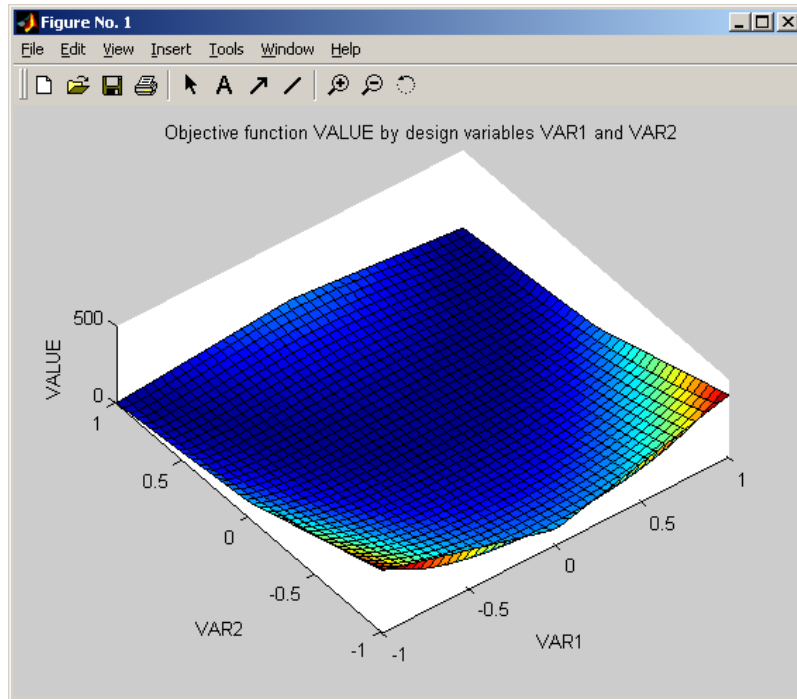 Figure No. 1
File Edit View Insert Tools Window Help
A
Objective function VALUE by design variables VAR1 and VAR2
VALUE
500
0
1
0.5
0
-0.5
-1
VAR2
-1
-0.5
0
0.5
1
VAR1